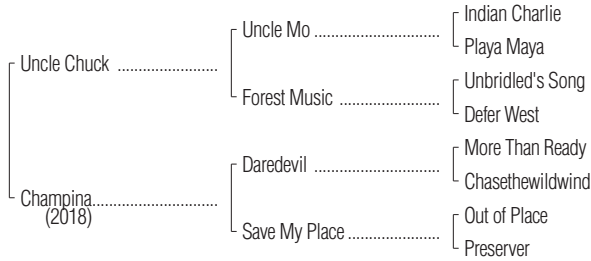 Indian Charlie
Uncle Mo ..............................
Playa Maya
Uncle Chuck ........................
Unbridled's Song
Forest Music ........................
Defer West
More Than Ready
Daredevil ..............................
Chasethewildwind
Champina..............................
(2018)
Out of Place
Save My Place ......................
Preserver